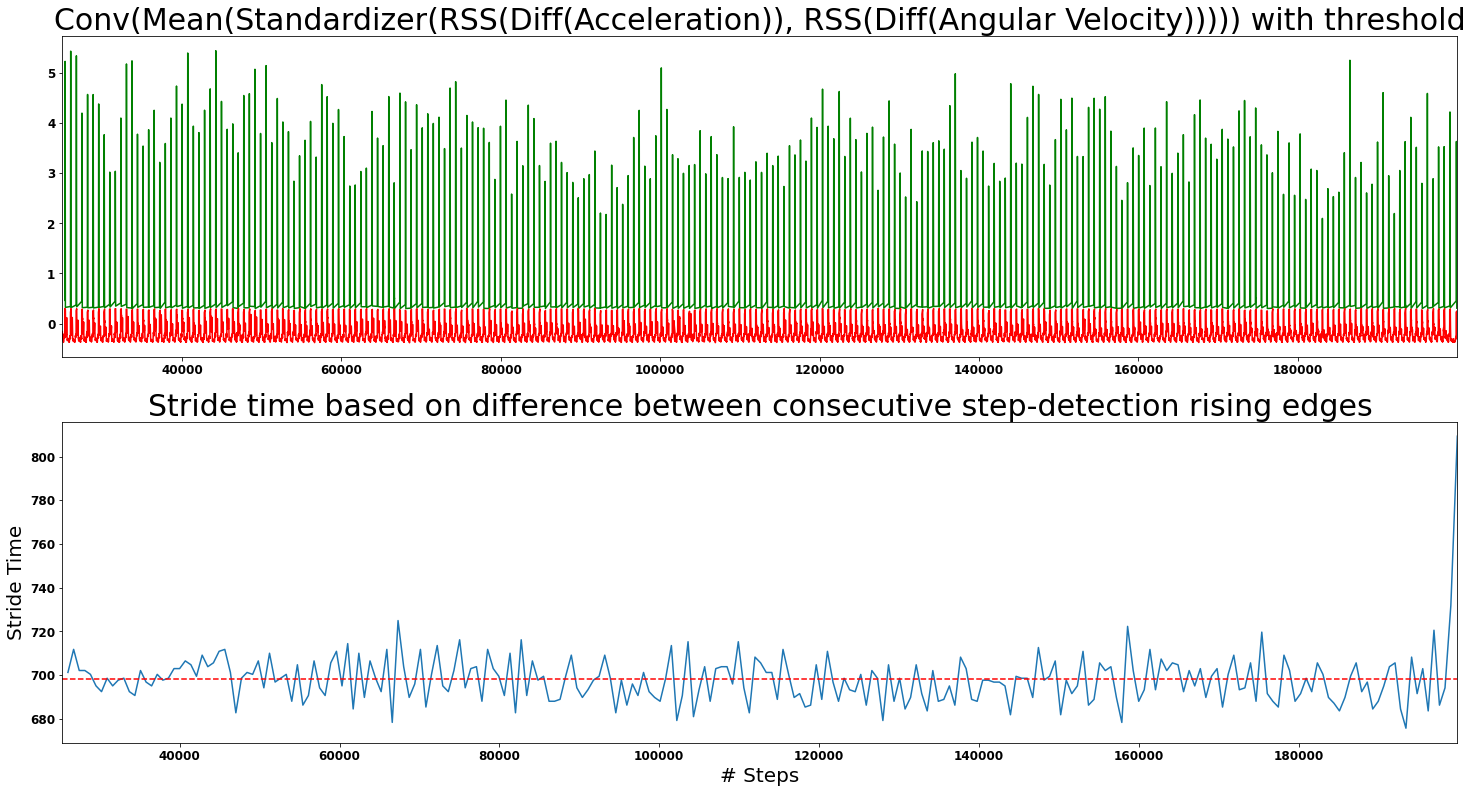 Conv(Mean(Standardizer(RSS(Diff(Acceleration)), RSS(Diff(Angular Velocity))))) with threshold
5
4
3
2
1
0
40000 60000 80000 100000 120000 140000 160000 180000
Stride time based on difference between consecutive step-detection rising edges
Stride Time
800
780
760
740
720
700
680
40000 60000 80000 100000 120000 140000 160000 180000
# Steps